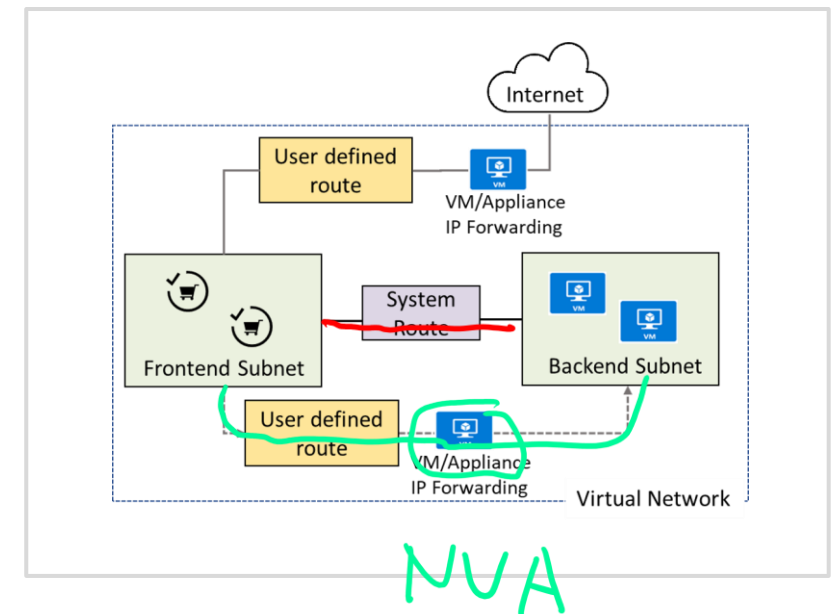 Internet
User defined
route
VM
VM/Appliance
IP Forwarding
System
Route
Frontend Subnet
VM
VM
Backend Subnet
User defined
route
VM
VM/Appliance
IP Forwarding
Virtual Network
NVA